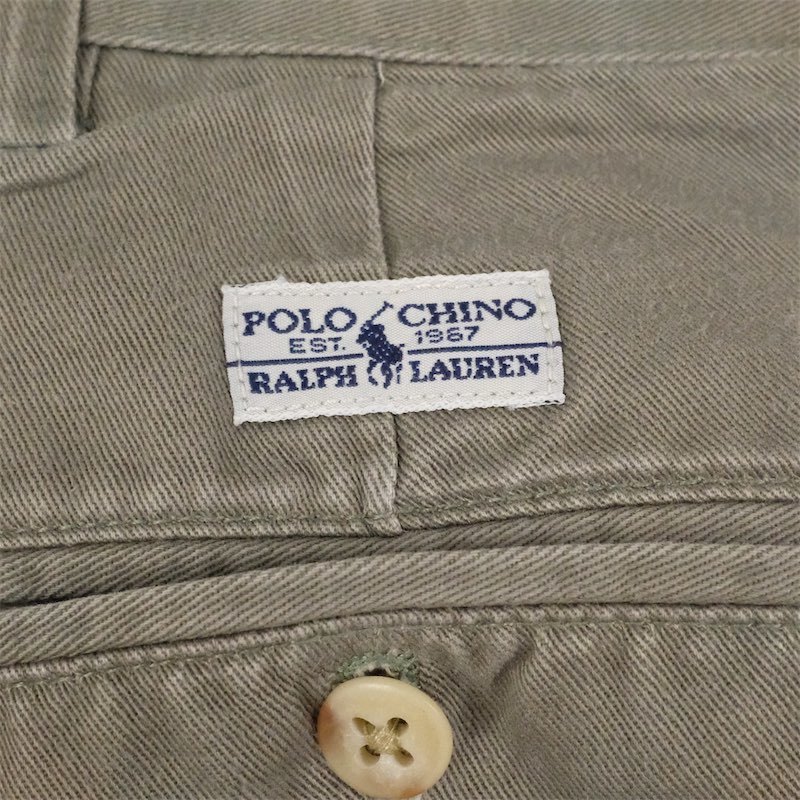 POLO CHINO
EST. 1967
RALPH LAUREN